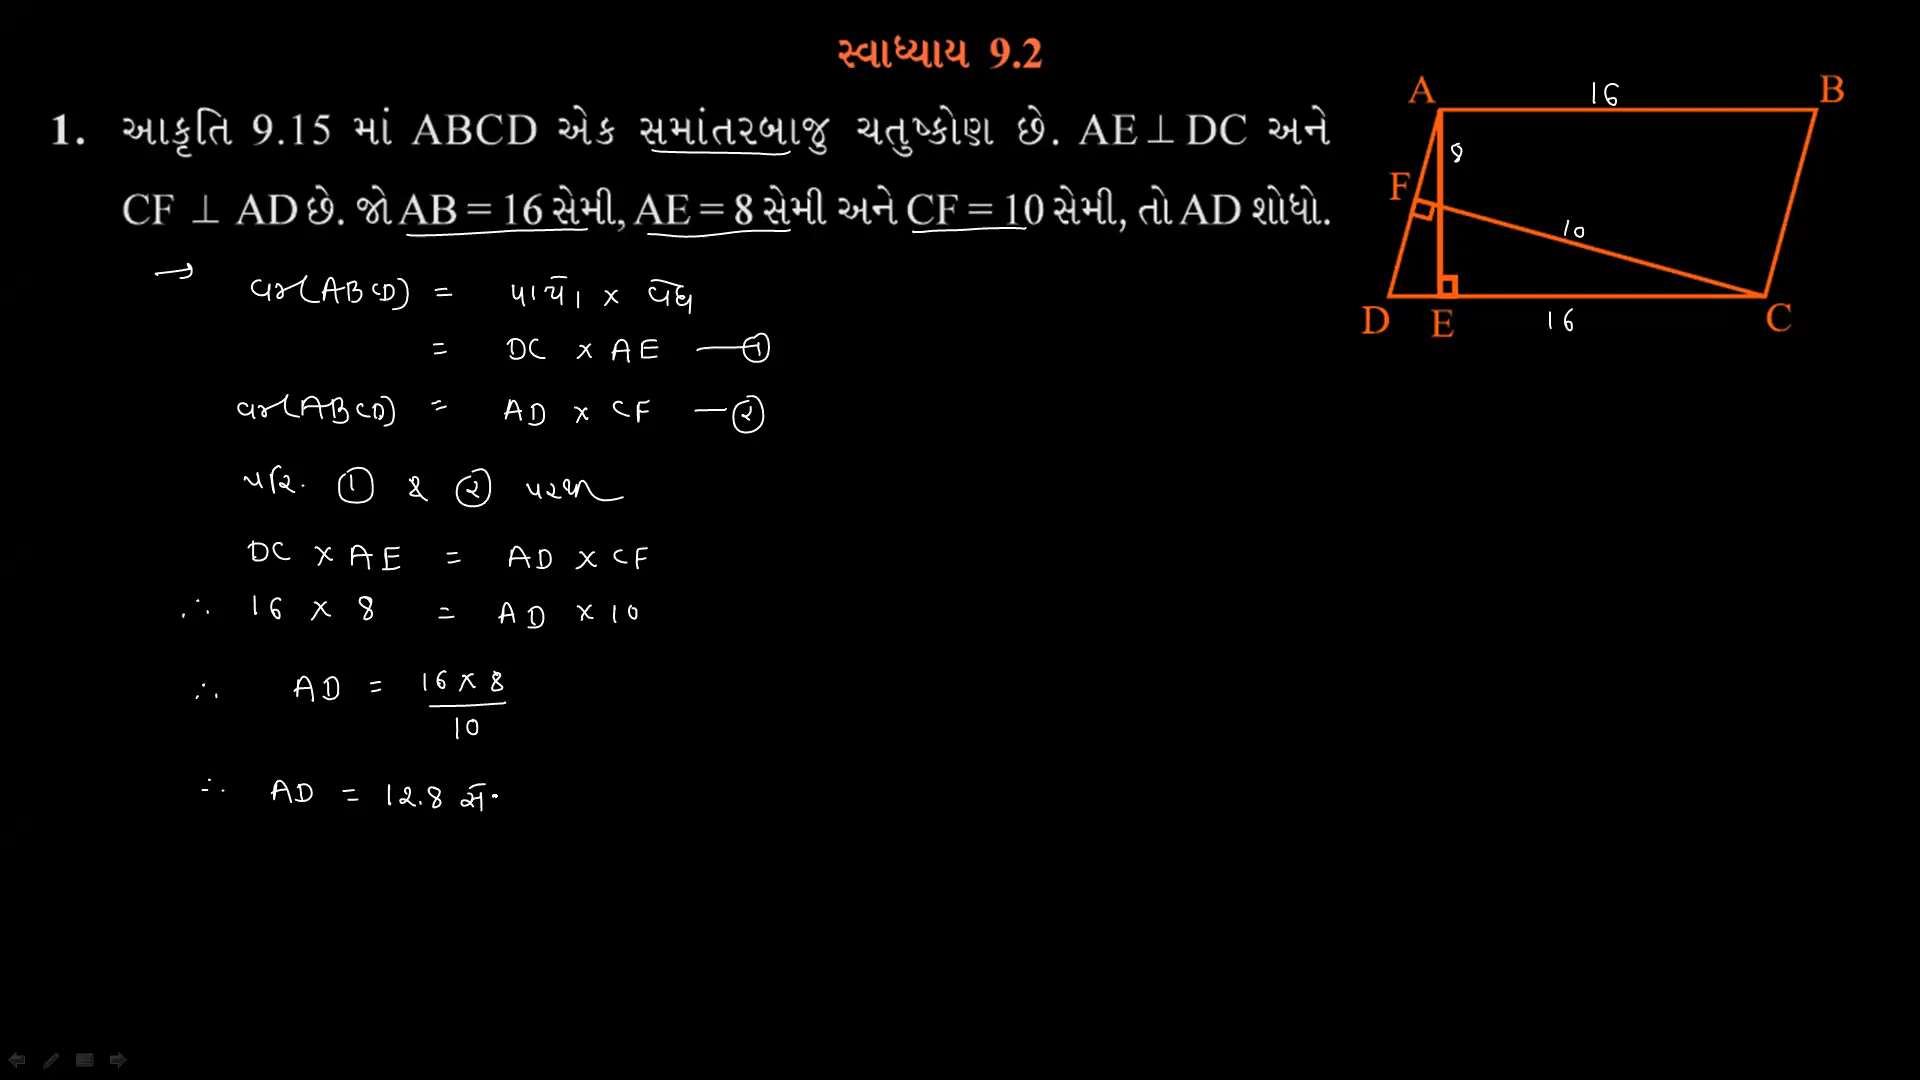 સ્વાધ્યાય 9.2
1. આકૃતિ 9.15 માં ABCD એક સમાંતરબાજુ ચતુષ્કોણ છે. AE ⊥ DC અને
CF ⊥ AD છે. જો AB = 16 સેમી, AE = 8 સેમી અને CF = 10 સેમી, તો AD શોધો.
A 16 B
8
F
10
D E 16 C
→ (ABCD) = પાયો × વેધ
= DC × AE —①
(ABCD) = AD × CF —②
પરિ. ① & ② પરથી
DC × AE = AD × CF
∴ 16 × 8 = AD × 10
∴ AD = 16 × 8
10
∴ AD = 12.8 સે.